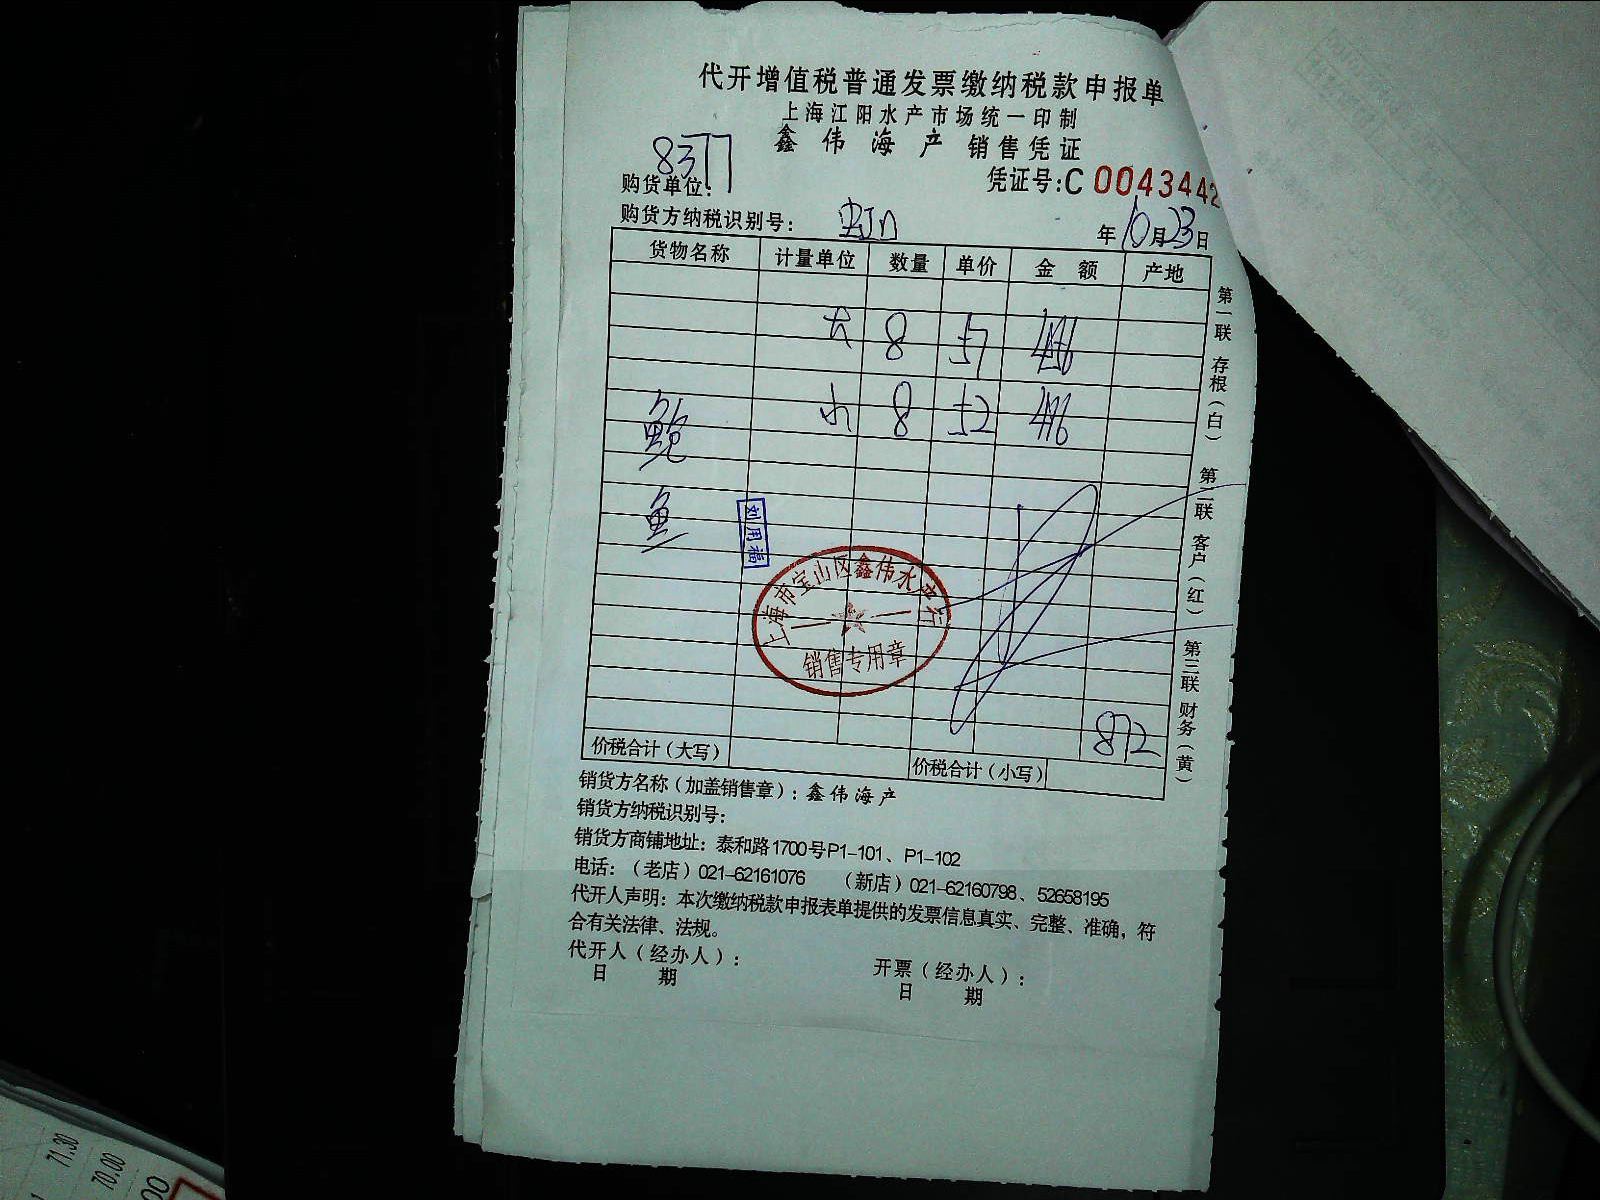 代开增值税普通发票缴纳税款申报单
上海江阳水产市场统一印制
鑫伟海产 销售凭证
8377
购货单位：
凭证号：C 0043442
购货方纳税识别号：
年10月23日
货物名称 计量单位 数量 单价 金额 产地
大 8 57 456
小 8 52 416
鲍
鱼
刘用福
上海市宝山区鑫伟水产行
销售专用章
872
价税合计（大写） 价税合计（小写）
第一联 存根（白） 第二联 客户（红） 第三联 财务（黄）
销货方名称（加盖销售章）：鑫伟海产
销货方纳税识别号：
销货方商铺地址：泰和路1700号P1-101、P1-102
电话：（老店）021-62161076 （新店）021-62160798、52658195
代开人声明：本次缴纳税款申报表单提供的发票信息真实、完整、准确，符
合有关法律、法规。
代开人（经办人）： 开票（经办人）：
日 期 日 期
71.30
70.00